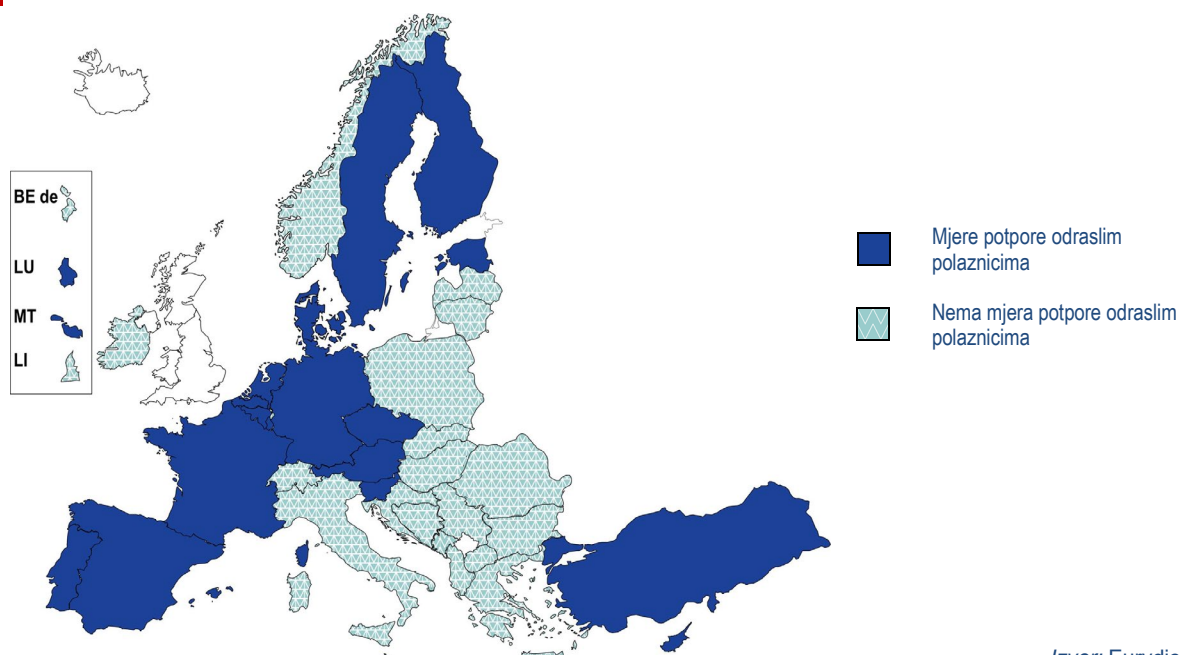 BE de
LU
MT
LI
Mjere potpore odraslim
polaznicima
Nema mjera potpore odraslim
polaznicima